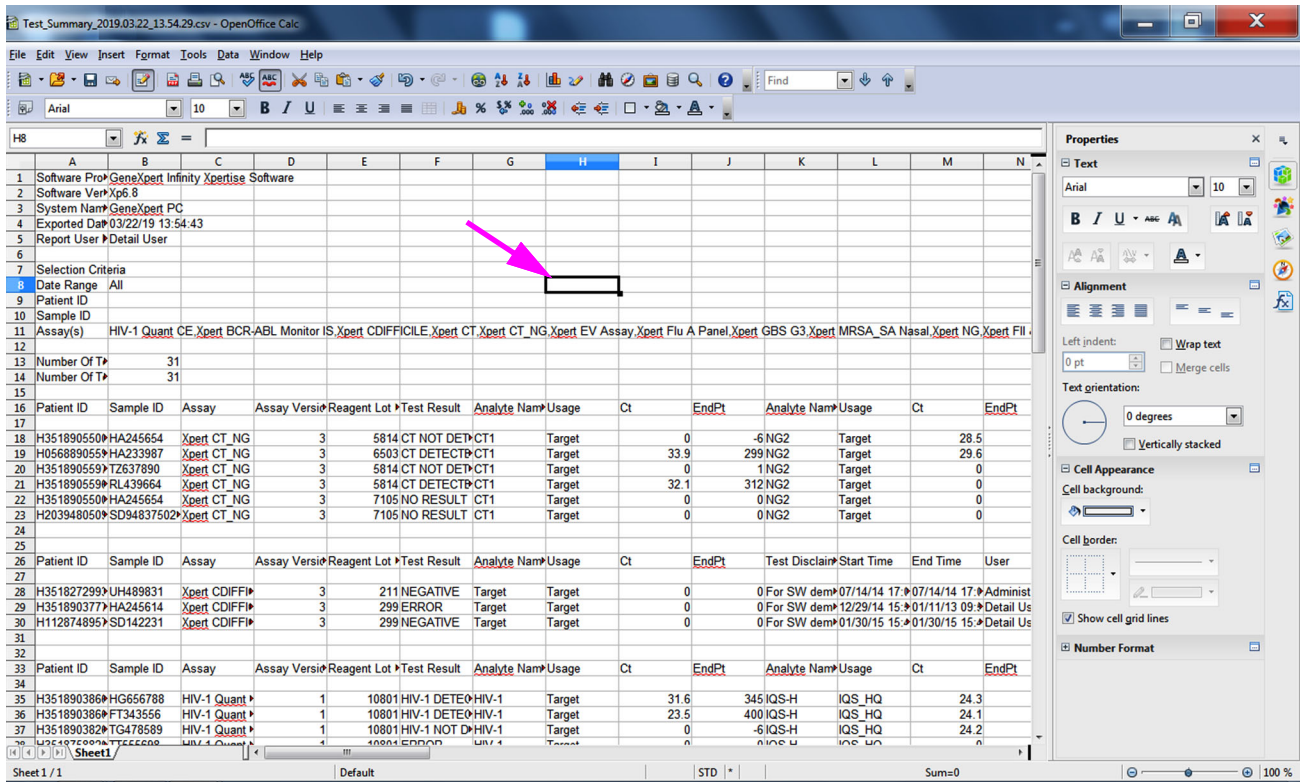 Test_Summary_2019.03.22_13.54.29.csv - OpenOffice Calc
File Edit View Insert Format Tools Data Window Help
Find
Arial 10 B I U
H8 =
Properties
A B C D E F G H I J K L M N
1 Software Pro GeneXpert Infinity Xpertise Software
2 Software Ver Xp6.8
3 System Nam GeneXpert PC
4 Exported Dat 03/22/19 13:54:43
5 Report User Detail User
6
7 Selection Criteria
8 Date Range All
9 Patient ID
10 Sample ID
11 Assay(s) HIV-1 Quant CE,Xpert BCR-ABL Monitor IS,Xpert CDIFFICILE,Xpert CT,Xpert CT_NG,Xpert EV Assay,Xpert Flu A Panel,Xpert GBS G3,Xpert MRSA_SA Nasal,Xpert NG,Xpert FII
12
13 Number Of T 31
14 Number Of T 31
15
16 Patient ID Sample ID Assay Assay Versio Reagent Lot Test Result Analyte Nam Usage Ct EndPt Analyte Nam Usage Ct EndPt
17
18 H351890550 HA245654 Xpert CT_NG 3 5814 CT NOT DET CT1 Target 0 -6 NG2 Target 28.5
19 H056889055 HA233987 Xpert CT_NG 3 6503 CT DETECT CT1 Target 33.9 299 NG2 Target 29.6
20 H351890559 TZ637890 Xpert CT_NG 3 5814 CT NOT DET CT1 Target 0 1 NG2 Target 0
21 H351890559 RL439664 Xpert CT_NG 3 5814 CT DETECT CT1 Target 32.1 312 NG2 Target 0
22 H351890550 HA245654 Xpert CT_NG 3 7105 NO RESULT CT1 Target 0 0 NG2 Target 0
23 H203948050 SD94837502 Xpert CT_NG 3 7105 NO RESULT CT1 Target 0 0 NG2 Target 0
24
25
26 Patient ID Sample ID Assay Assay Versio Reagent Lot Test Result Analyte Nam Usage Ct EndPt Test Disclaim Start Time End Time User
27
28 H351827299 UH489831 Xpert CDIFFI 3 211 NEGATIVE Target Target 0 0 For SW dem 07/14/14 17: 07/14/14 17: Administ
29 H351890377 HA245614 Xpert CDIFFI 3 299 ERROR Target Target 0 0 For SW dem 12/29/14 15: 01/11/13 09: Detail Us
30 H112874895 SD142231 Xpert CDIFFI 3 299 NEGATIVE Target Target 0 0 For SW dem 01/30/15 15: 01/30/15 15: Detail Us
31
32
33 Patient ID Sample ID Assay Assay Versio Reagent Lot Test Result Analyte Nam Usage Ct EndPt Analyte Nam Usage Ct EndPt
34
35 H351890386 HG656788 HIV-1 Quant 1 10801 HIV-1 DETE HIV-1 Target 31.6 345 IQS-H IQS_HQ 24.3
36 H351890386 FT343556 HIV-1 Quant 1 10801 HIV-1 DETE HIV-1 Target 23.5 400 IQS-H IQS_HQ 24.1
37 H351890382 TG478589 HIV-1 Quant 1 10801 HIV-1 NOT D HIV-1 Target 0 -6 IQS-H IQS_HQ 24.2
Text
Arial 10
B I U ABC
Alignment
Left indent:
0 pt
Wrap text
Merge cells
Text orientation:
0 degrees
Vertically stacked
Cell Appearance
Cell background:
Cell border:
Show cell grid lines
Number Format
Sheet1
Sheet 1 / 1 Default STD * Sum=0 100 %